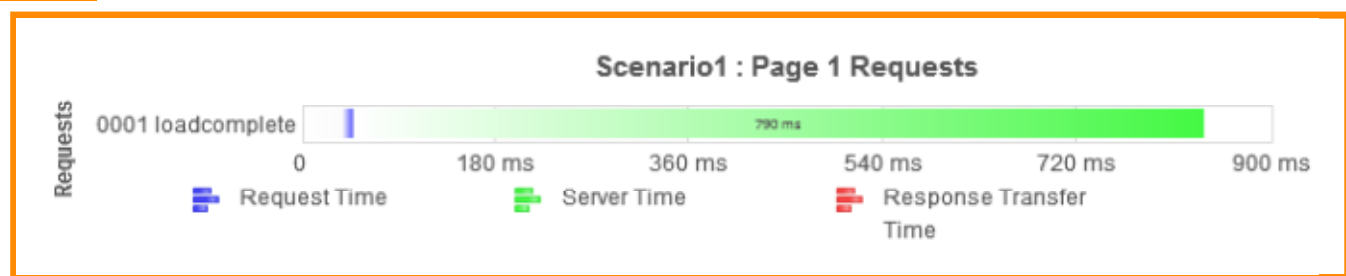 Scenario1 : Page 1 Requests
Requests
0001 loadcomplete
790 ms
0
180 ms
360 ms
540 ms
720 ms
900 ms
Request Time
Server Time
Response Transfer
Time